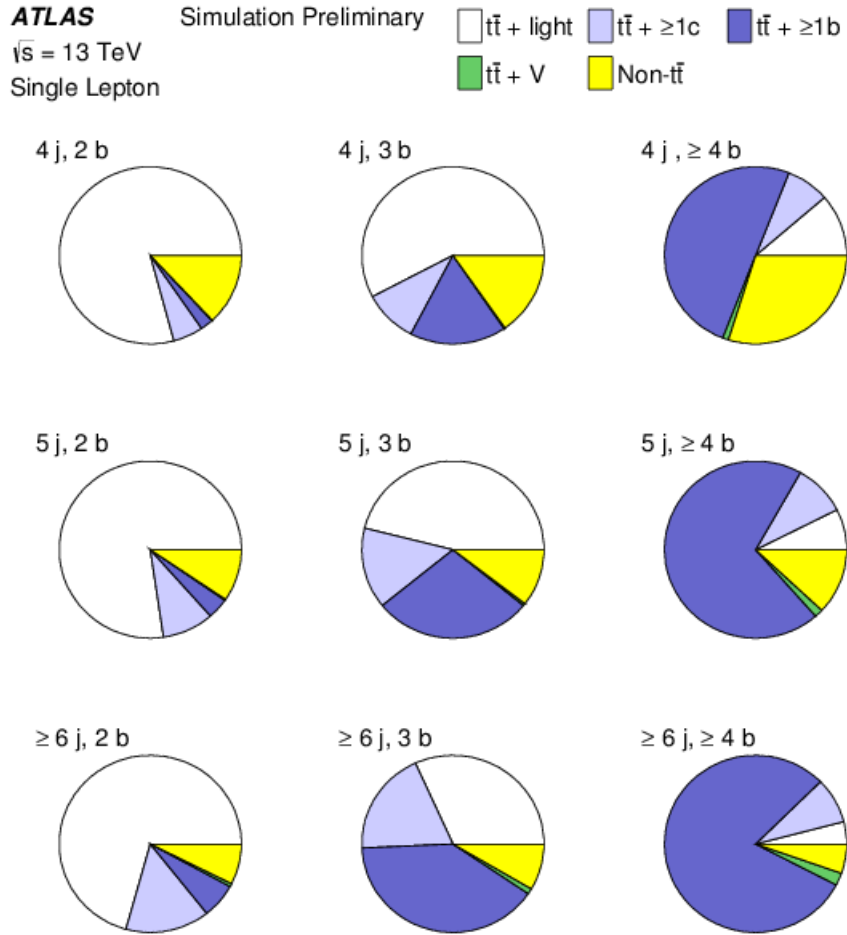 ATLAS Simulation Preliminary
√s = 13 TeV
Single Lepton
tt̄ + light tt̄ + ≥1c tt̄ + ≥1b
tt̄ + V Non-tt̄
4 j, 2 b
4 j, 3 b
4 j , ≥ 4 b
5 j, 2 b
5 j, 3 b
5 j, ≥ 4 b
≥ 6 j, 2 b
≥ 6 j, 3 b
≥ 6 j, ≥ 4 b